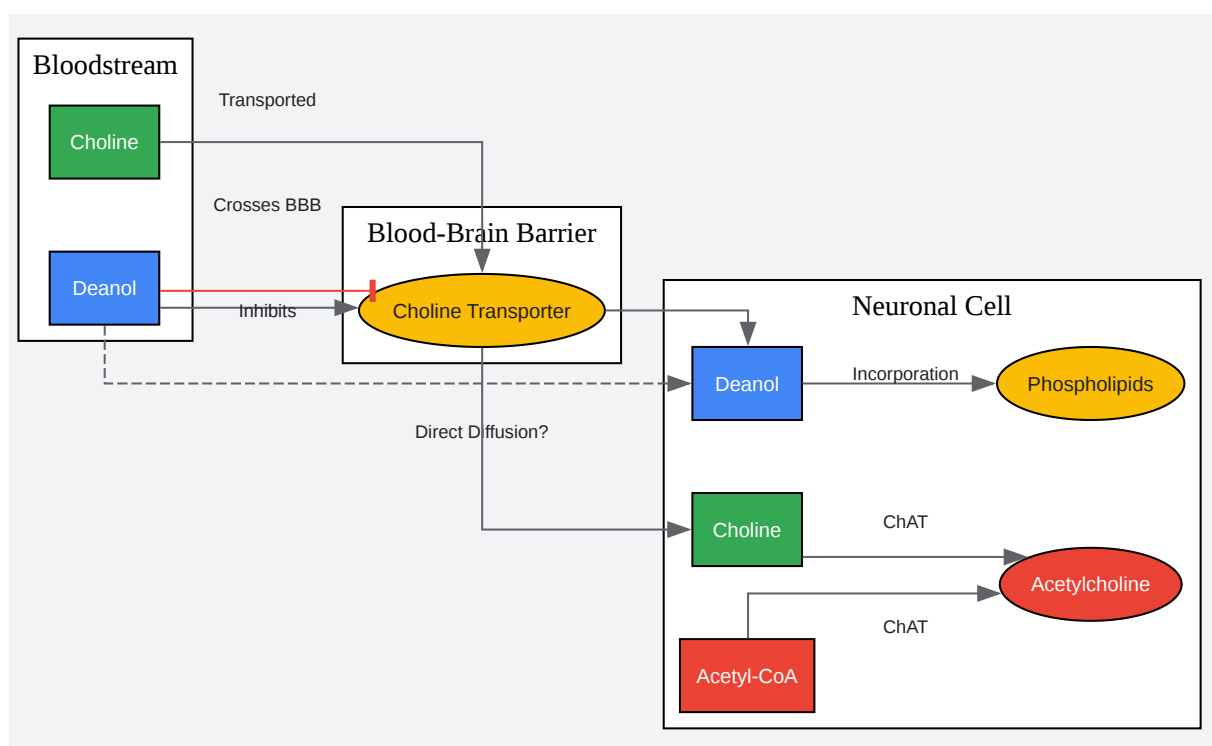 Bloodstream
Choline
Transported
Crosses BBB
Deanol
Inhibits
Blood-Brain Barrier
Choline Transporter
Direct Diffusion?
Neuronal Cell
Deanol
Incorporation
Phospholipids
Choline
ChAT
Acetylcholine
ChAT
Acetyl-CoA